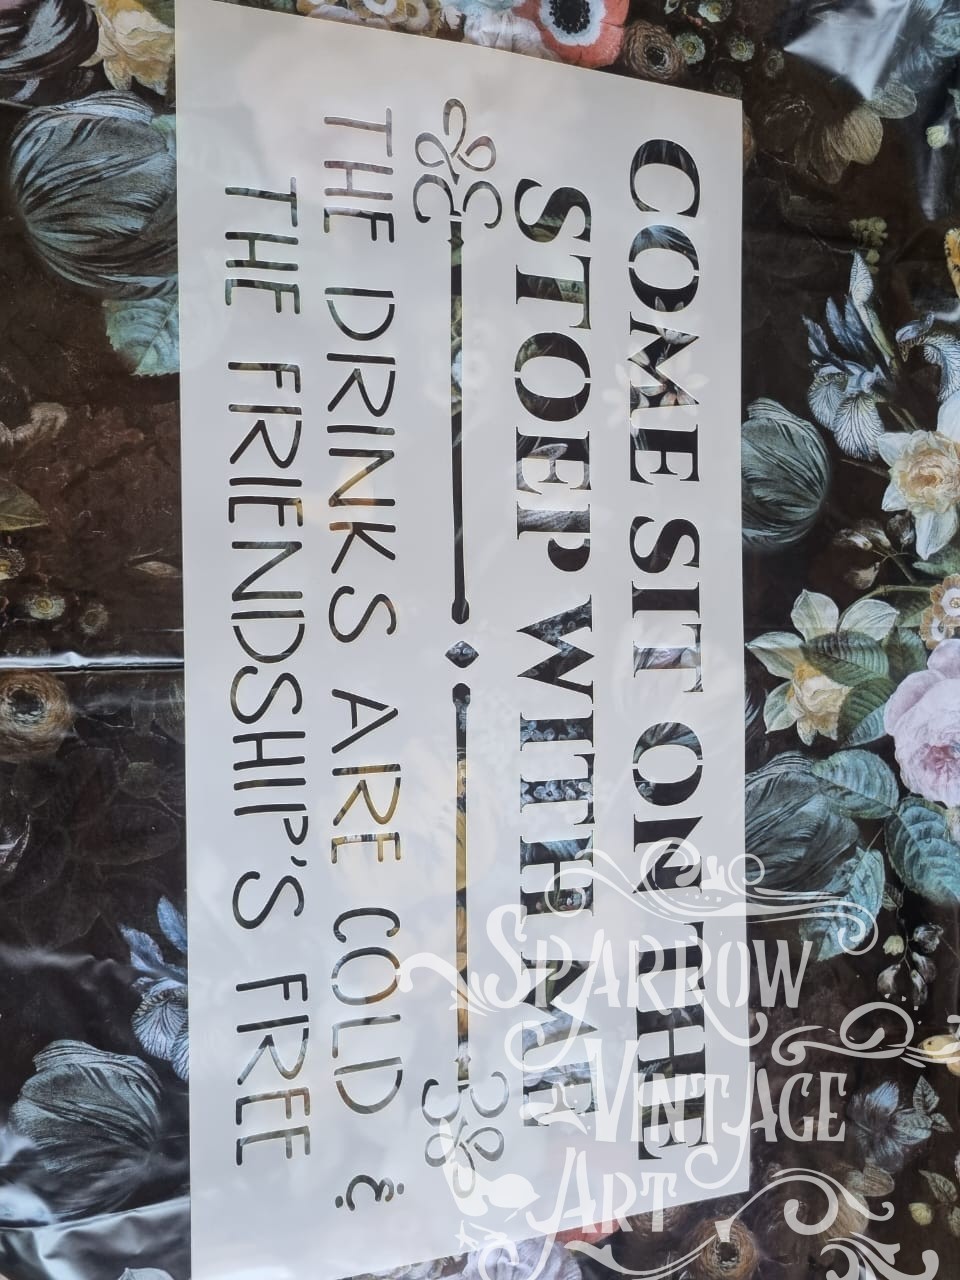 COME SIT ON THE
STOEP WITH ME
THE DRINKS ARE COLD &
THE FRIENDSHIP'S FREE
SPARROW
VINTAGE
ART